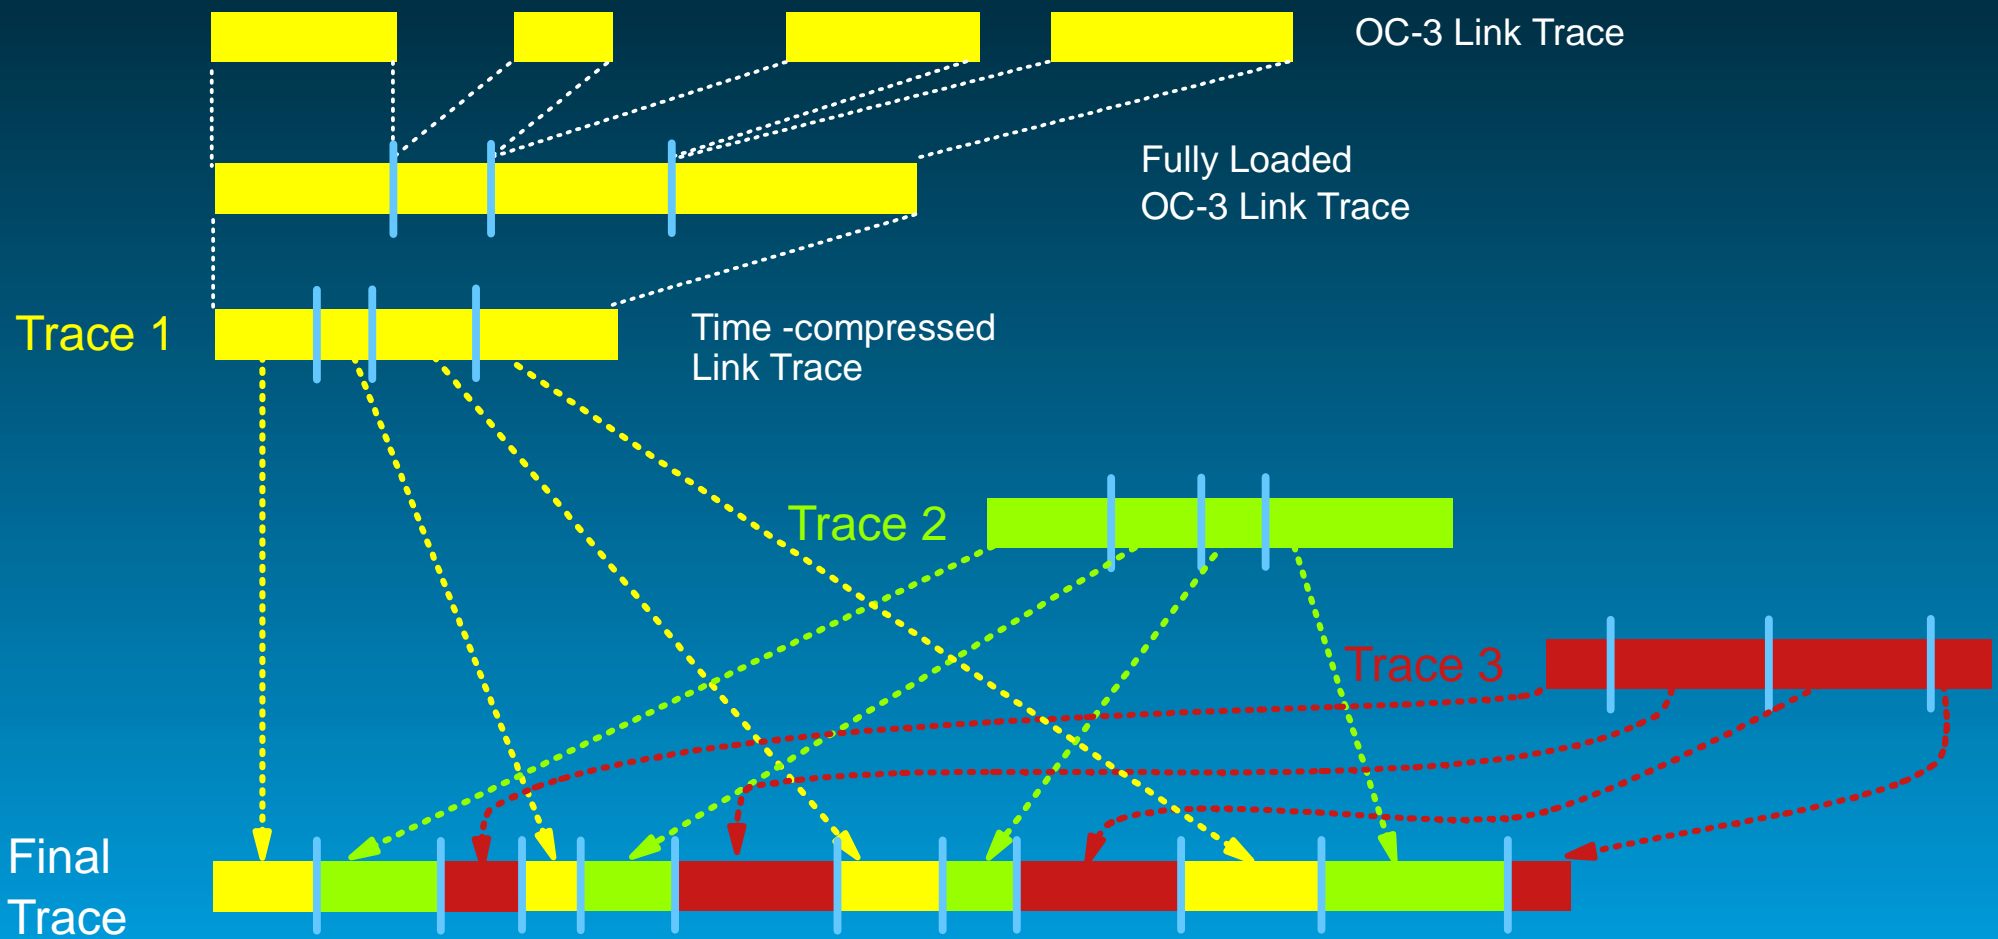 OC-3 Link Trace
Fully Loaded
OC-3 Link Trace
Trace 1
Time -compressed
Link Trace
Trace 2
Trace 3
Final
Trace